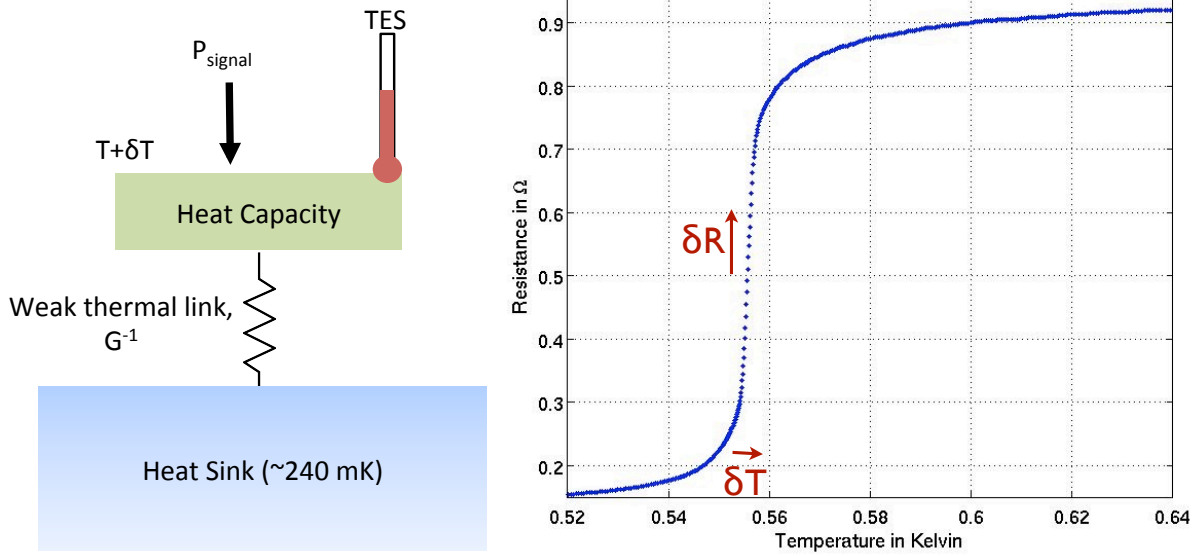 TES
P_signal
T+δT
Heat Capacity
Weak thermal link,
G⁻¹
Heat Sink (~240 mK)
Resistance in Ω
0.9
0.8
0.7
0.6
0.5
0.4
0.3
0.2
δR
δT
0.52
0.54
0.56
0.58
0.6
0.62
0.64
Temperature in Kelvin